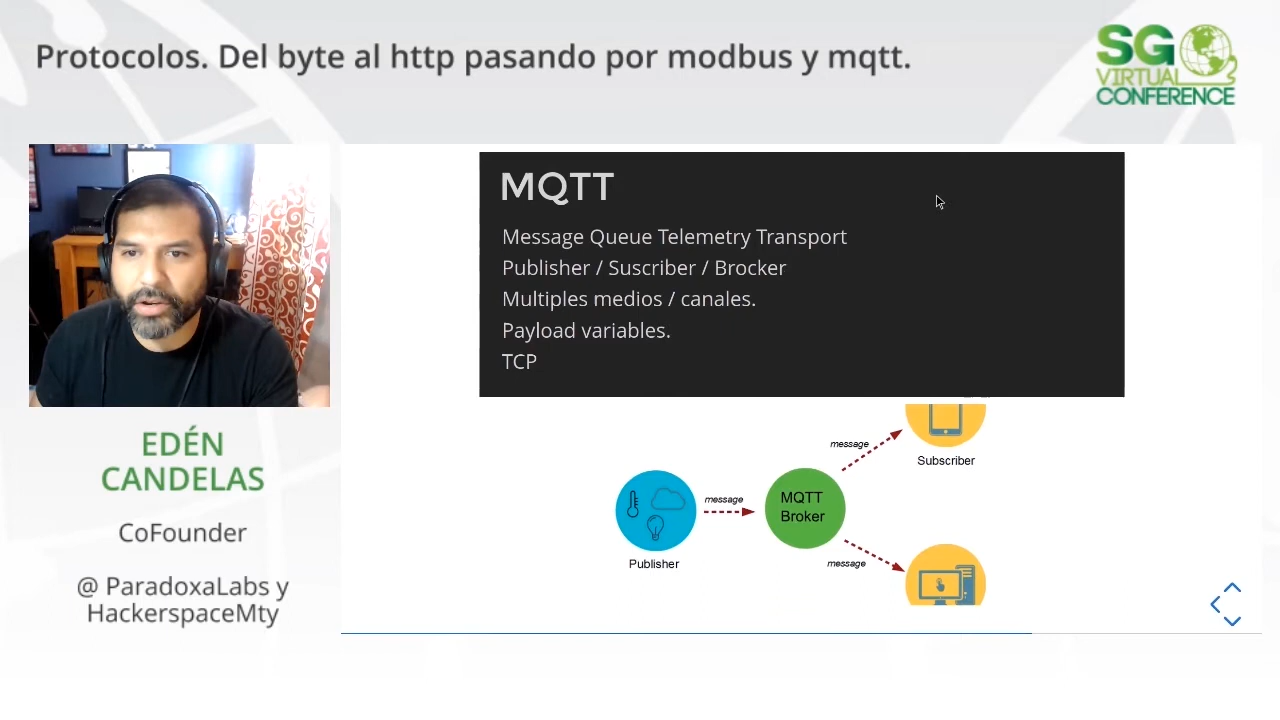 Protocolos. Del byte al http pasando por modbus y mqtt.
SG
VIRTUAL
CONFERENCE
MQTT
Message Queue Telemetry Transport
Publisher / Suscriber / Brocker
Multiples medios / canales.
Payload variables.
TCP
EDÉN
CANDELAS
CoFounder
@ ParadoxaLabs y
HackerspaceMty
message
Subscriber
message
MQTT
Broker
Publisher
message